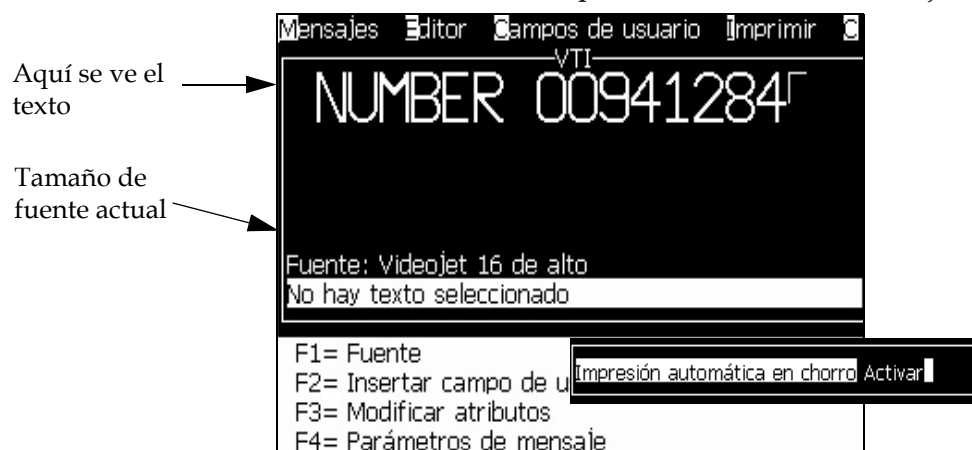 Mensajes Editor Campos de usuario Imprimir C
VTI
Aquí se ve el
texto
NUMBER 00941284
Tamaño de
fuente actual
Fuente: Videojet 16 de alto
No hay texto seleccionado
F1= Fuente
F2= Insertar campo de u
Impresión automática en chorro Activar
F3= Modificar atributos
F4= Parámetros de mensaje